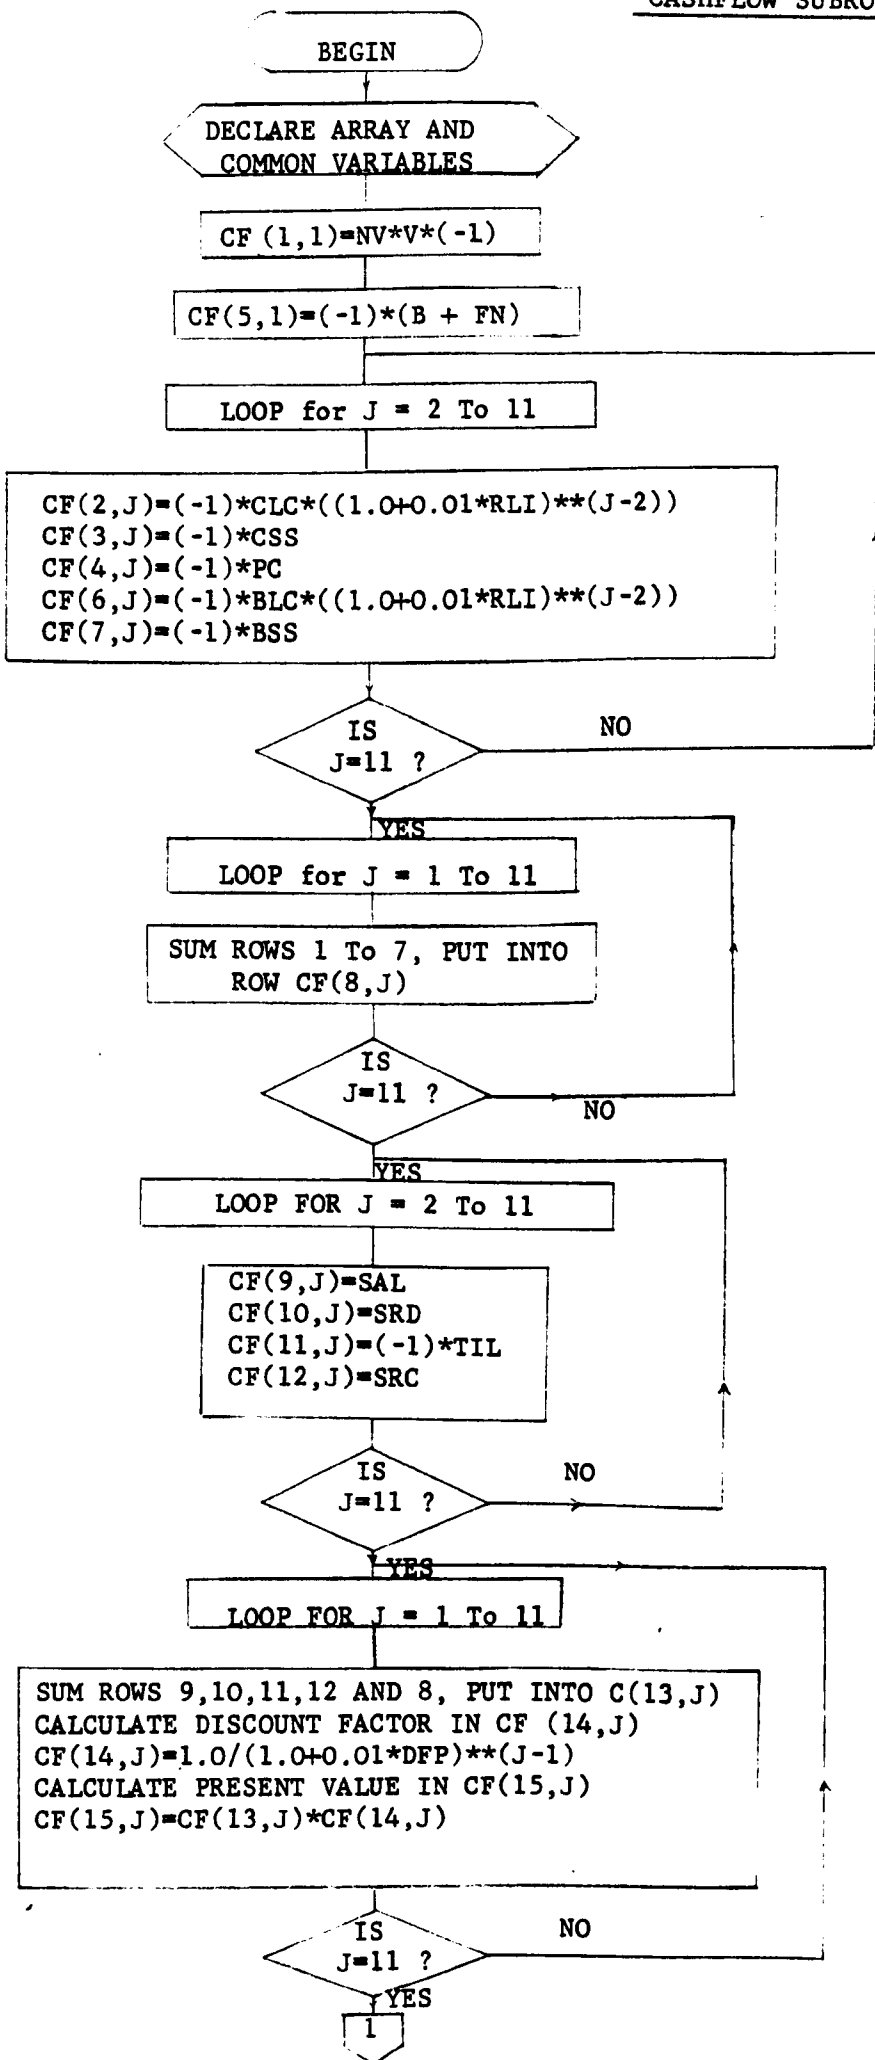 CASHFLOW
BEGIN
DECLARE ARRAY AND
COMMON VARIABLES
CF (1,1)=NV*V*(-1)
CF(5,1)=(-1)*(B + FN)
LOOP for J = 2 To 11
CF(2,J)=(-1)*CLC*((1.0+0.01*RLI)**(J-2))
CF(3,J)=(-1)*CSS
CF(4,J)=(-1)*PC
CF(6,J)=(-1)*BLC*((1.0+0.01*RLI)**(J-2))
CF(7,J)=(-1)*BSS
IS
J=11 ?
NO
YES
LOOP for J = 1 To 11
SUM ROWS 1 To 7, PUT INTO
ROW CF(8,J)
IS
J=11 ?
NO
YES
LOOP FOR J = 2 To 11
CF(9,J)=SAL
CF(10,J)=SRD
CF(11,J)=(-1)*TIL
CF(12,J)=SRC
IS
J=11 ?
NO
YES
LOOP FOR J = 1 To 11
SUM ROWS 9,10,11,12 AND 8, PUT INTO C(13,J)
CALCULATE DISCOUNT FACTOR IN CF (14,J)
CF(14,J)=1.0/(1.0+0.01*DFP)**(J-1)
CALCULATE PRESENT VALUE IN CF(15,J)
CF(15,J)=CF(13,J)*CF(14,J)
IS
J=11 ?
NO
YES
1